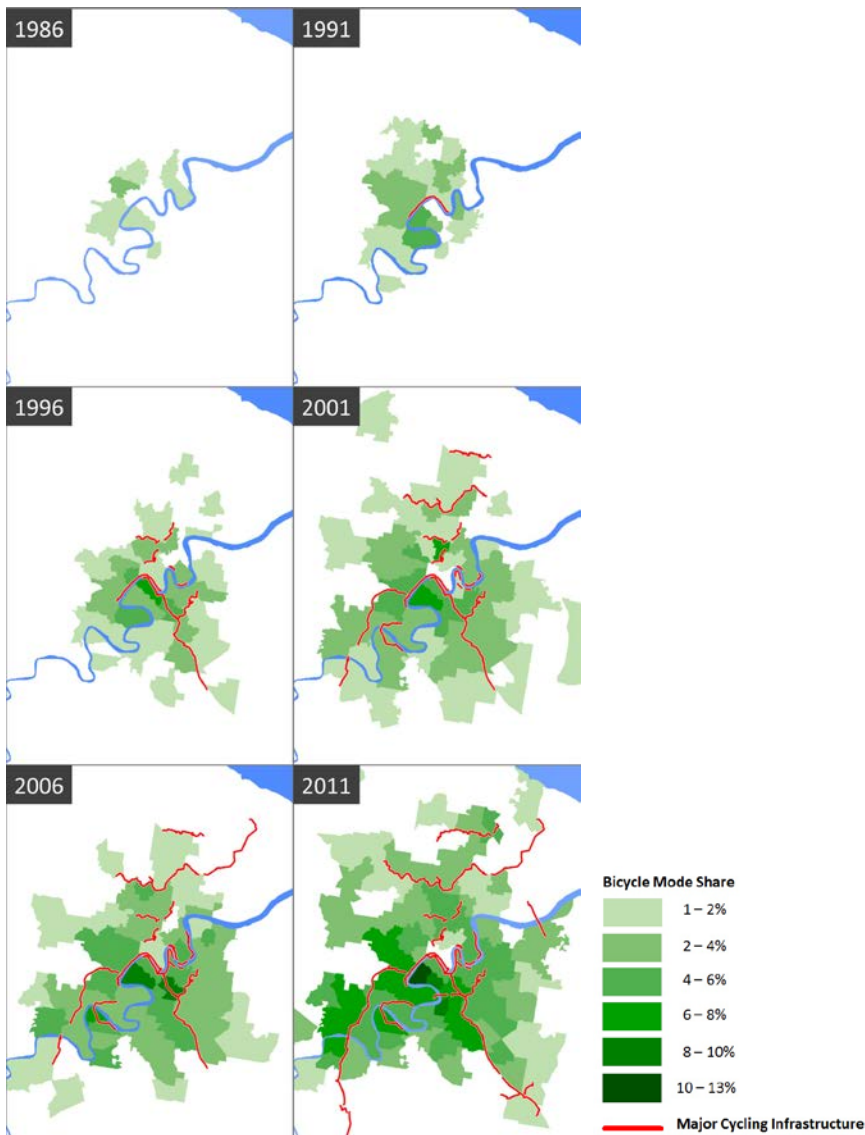 1986
1991
1996
2001
2006
2011
Bicycle Mode Share
1 – 2%
2 – 4%
4 – 6%
6 – 8%
8 – 10%
10 – 13%
Major Cycling Infrastructure